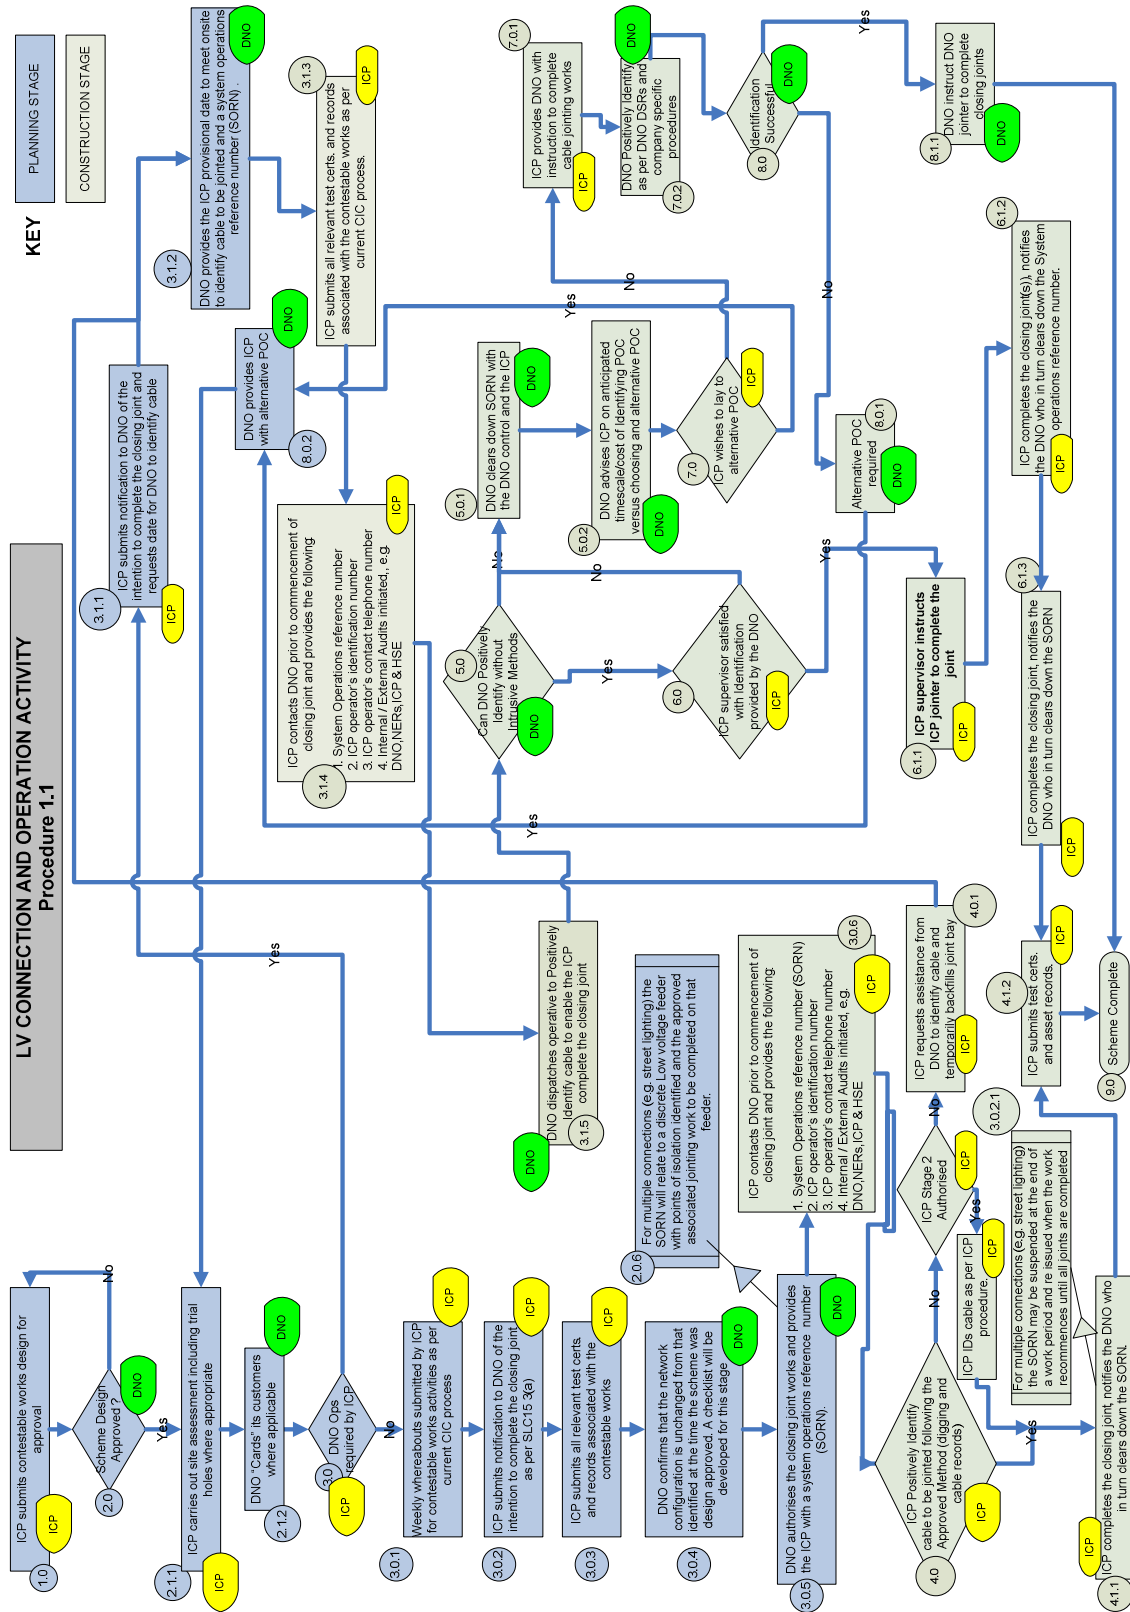 LV CONNECTION AND OPERATION ACTIVITY
Procedure 1.1
KEY
PLANNING STAGE
CONSTRUCTION STAGE
1.0
ICP submits contestable works design for
approval
ICP
2.0
Scheme Design
Approved ?
DNO
No
Yes
2.1.1
ICP carries out site assessment including trial
holes where appropriate
ICP
2.1.2
DNO "Cards" its customers
where applicable
DNO
3.0
DNO Ops
required by ICP
ICP
Yes
No
3.0.1
Weekly whereabouts submitted by ICP
for contestable works activities as per
current CIC process
ICP
3.0.2
ICP submits notification to DNO of the
intention to complete the closing joint
as per SLC15 3(a)
ICP
3.0.3
ICP submits all relevant test certs.
and records associated with the
contestable works
ICP
3.0.4
DNO confirms that the network
configuration is unchanged from that
identified at the time the scheme was
design approved. A checklist will be
developed for this stage
DNO
3.0.5
DNO authorises the closing joint works and provides
the ICP with a system operations reference number
(SORN).
DNO
2.0.6
For multiple connections (e.g. street lighting) the
SORN will relate to a discrete Low voltage feeder
with points of isolation identified and the approved
associated jointing work to be completed on that
feeder.
3.0.6
ICP contacts DNO prior to commencement of
closing joint and provides the following:
1. System Operations reference number (SORN)
2. ICP operator's identification number
3. ICP operator's contact telephone number
4. Internal / External Audits initiated, e.g.
DNO,NERs,ICP & HSE
ICP
4.0
ICP Positively Identify
cable to be jointed following the
Approved Method (digging and
cable records)
ICP
No
Yes
ICP Stage 2
Authorised
ICP
No
Yes
ICP IDs cable as per ICP
procedure.
ICP
4.0.1
ICP requests assistance from
DNO to identify cable and
temporarily backfills joint bay
ICP
3.0.2.1
For multiple connections (e.g. street lighting)
the SORN may be suspended at the end of
a work period and re issued when the work
recommences until all joints are completed
4.1.1
ICP completes the closing joint, notifies the DNO who
in turn clears down the SORN.
ICP
4.1.2
ICP submits test certs.
and asset records.
ICP
9.0
Scheme Complete
3.1.1
ICP submits notification to DNO of the
intention to complete the closing joint and
requests date for DNO to identify cable
ICP
3.1.2
DNO provides the ICP provisional date to meet onsite
to identify cable to be jointed and a system operations
reference number (SORN) .
DNO
3.1.3
ICP submits all relevant test certs. and records
associated with the contestable works as per
current CIC process.
ICP
8.0.2
DNO provides ICP
with alternative POC
DNO
3.1.4
ICP contacts DNO prior to commencement of
closing joint and provides the following:
1. System Operations reference number
2. ICP operator's identification number
3. ICP operator's contact telephone number
4. Internal / External Audits initiated,, e.g.
DNO,NERs,ICP & HSE
ICP
3.1.5
DNO dispatches operative to Positively
Identify cable to enable the ICP
complete the closing joint
DNO
Yes
5.0
Can DNO Positively
Identify without
Intrusive Methods
DNO
No
Yes
5.0.1
DNO clears down SORN with
the DNO control and the ICP
DNO
5.0.2
DNO advises ICP on anticipated
timescale/cost of Identifying POC
versus choosing and alternative POC
DNO
6.0
ICP supervisor satisfied
with Identification
provided by the DNO
ICP
No
Yes
7.0
ICP wishes to lay to
alternative POC
ICP
Yes
No
7.0.1
ICP provides DNO with
instruction to complete
cable jointing works
ICP
7.0.2
DNO Positively Identify
as per DNO DSRs and
company specific
procedures
DNO
8.0
Identification
Successful
DNO
Yes
No
8.0.1
Alternative POC
required
DNO
8.1.1
DNO instruct DNO
jointer to complete
closing joints
DNO
6.1.1
ICP supervisor instructs
ICP jointer to complete the
joint
ICP
6.1.2
ICP completes the closing joint(s), notifies
the DNO who in turn clears down the System
operations reference number.
ICP
6.1.3
ICP completes the closing joint, notifies the
DNO who in turn clears down the SORN
ICP